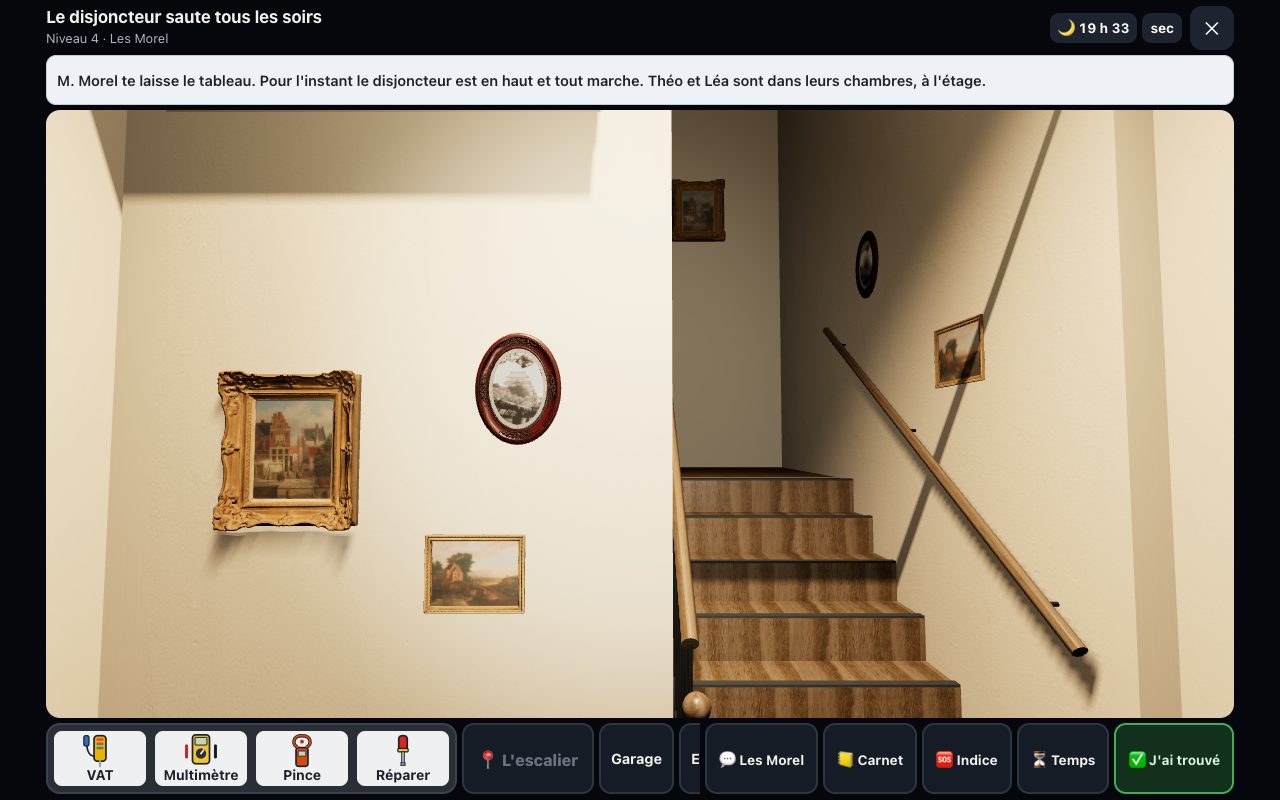 Le disjoncteur saute tous les soirs
Niveau 4 · Les Morel
🌙 19 h 33
sec
M. Morel te laisse le tableau. Pour l'instant le disjoncteur est en haut et tout marche. Théo et Léa sont dans leurs chambres, à l'étage.
VAT
Multimètre
Pince
Réparer
📍 L'escalier
Garage
💬 Les Morel
📒 Carnet
🆘 Indice
⏳ Temps
✅ J'ai trouvé